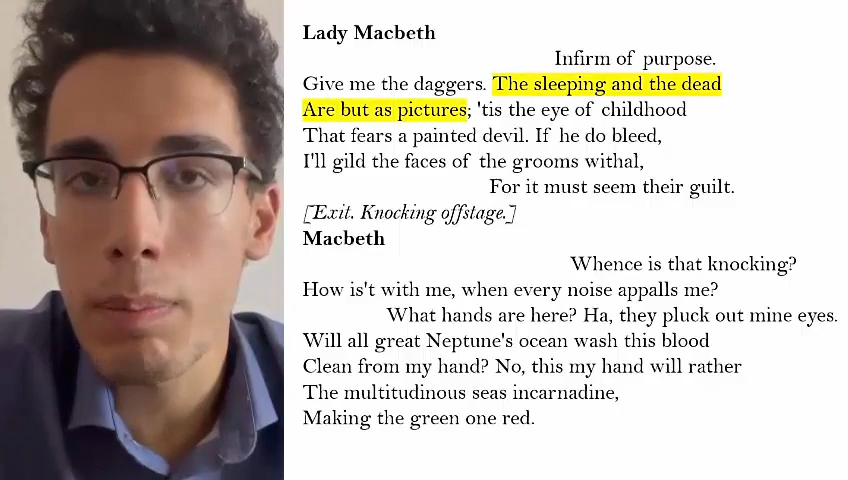 Lady Macbeth
Infirm of purpose.
Give me the daggers. The sleeping and the dead
Are but as pictures; 'tis the eye of childhood
That fears a painted devil. If he do bleed,
I'll gild the faces of the grooms withal,
For it must seem their guilt.
[Exit. Knocking offstage.]
Macbeth
Whence is that knocking?
How is't with me, when every noise appalls me?
What hands are here? Ha, they pluck out mine eyes.
Will all great Neptune's ocean wash this blood
Clean from my hand? No, this my hand will rather
The multitudinous seas incarnadine,
Making the green one red.